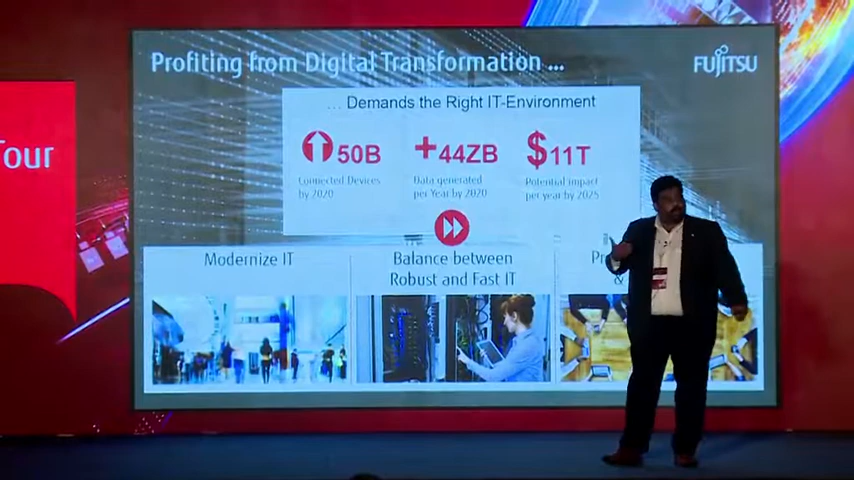 Profiting from Digital Transformation ...
FUJITSU
... Demands the Right IT-Environment
50B
+44ZB
$11T
Connected Devices
by 2020
Data generated
per Year by 2020
Potential impact
per year by 2025
Tour
Modernize IT
Balance between
Robust and Fast IT
&